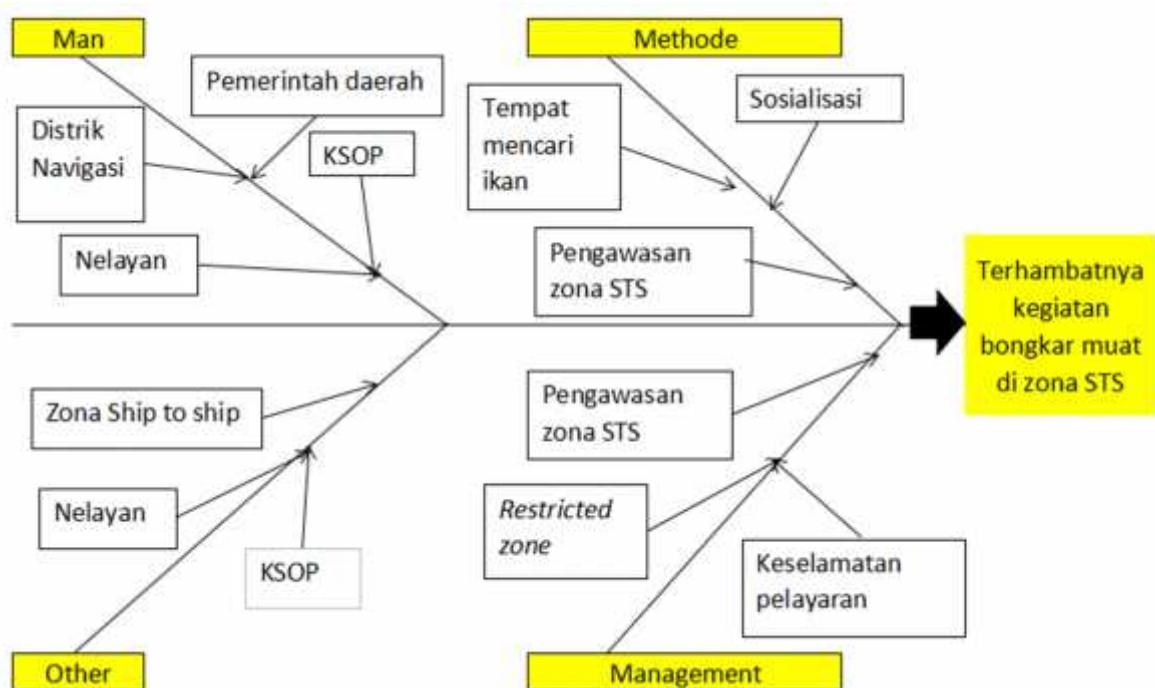 Man
Methode
Pemerintah daerah
Distrik
Navigasi
KSOP
Nelayan
Tempat
mencari
ikan
Sosialisasi
Pengawasan
zona STS
Terhambatnya
kegiatan
bongkar muat
di zona STS
Zona Ship to ship
Nelayan
KSOP
Pengawasan
zona STS
Restricted
zone
Keselamatan
pelayaran
Other
Management